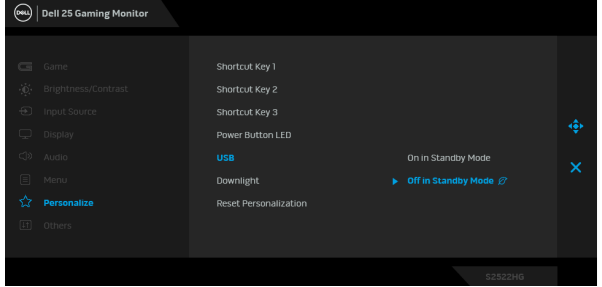 DELL Dell 25 Gaming Monitor
Game
Brightness/Contrast
Input Source
Display
Audio
Menu
Personalize
Others
Shortcut Key 1
Shortcut Key 2
Shortcut Key 3
Power Button LED
USB On in Standby Mode
Downlight Off in Standby Mode
Reset Personalization
S2522HG